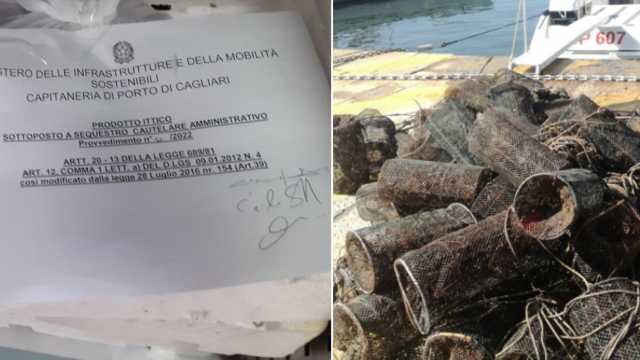 STERO DELLE INFRASTRUTTURE E DELLA MOBILITÀ
SOSTENIBILI
CAPITANERIA DI PORTO DI CAGLIARI
PRODOTTO ITTICO
SOTTOPOSTO A SEQUESTRO CAUTELARE AMMINISTRATIVO
Provvedimento n. /2022
ARTT. 20 - 13 DELLA LEGGE 689/81
ART. 12, COMMA 1 LETT. a) DEL D.LGS. 09.01.2012 N. 4
così modificato dalla legge 28 Luglio 2016 nr. 154 (Art.39)
P 607